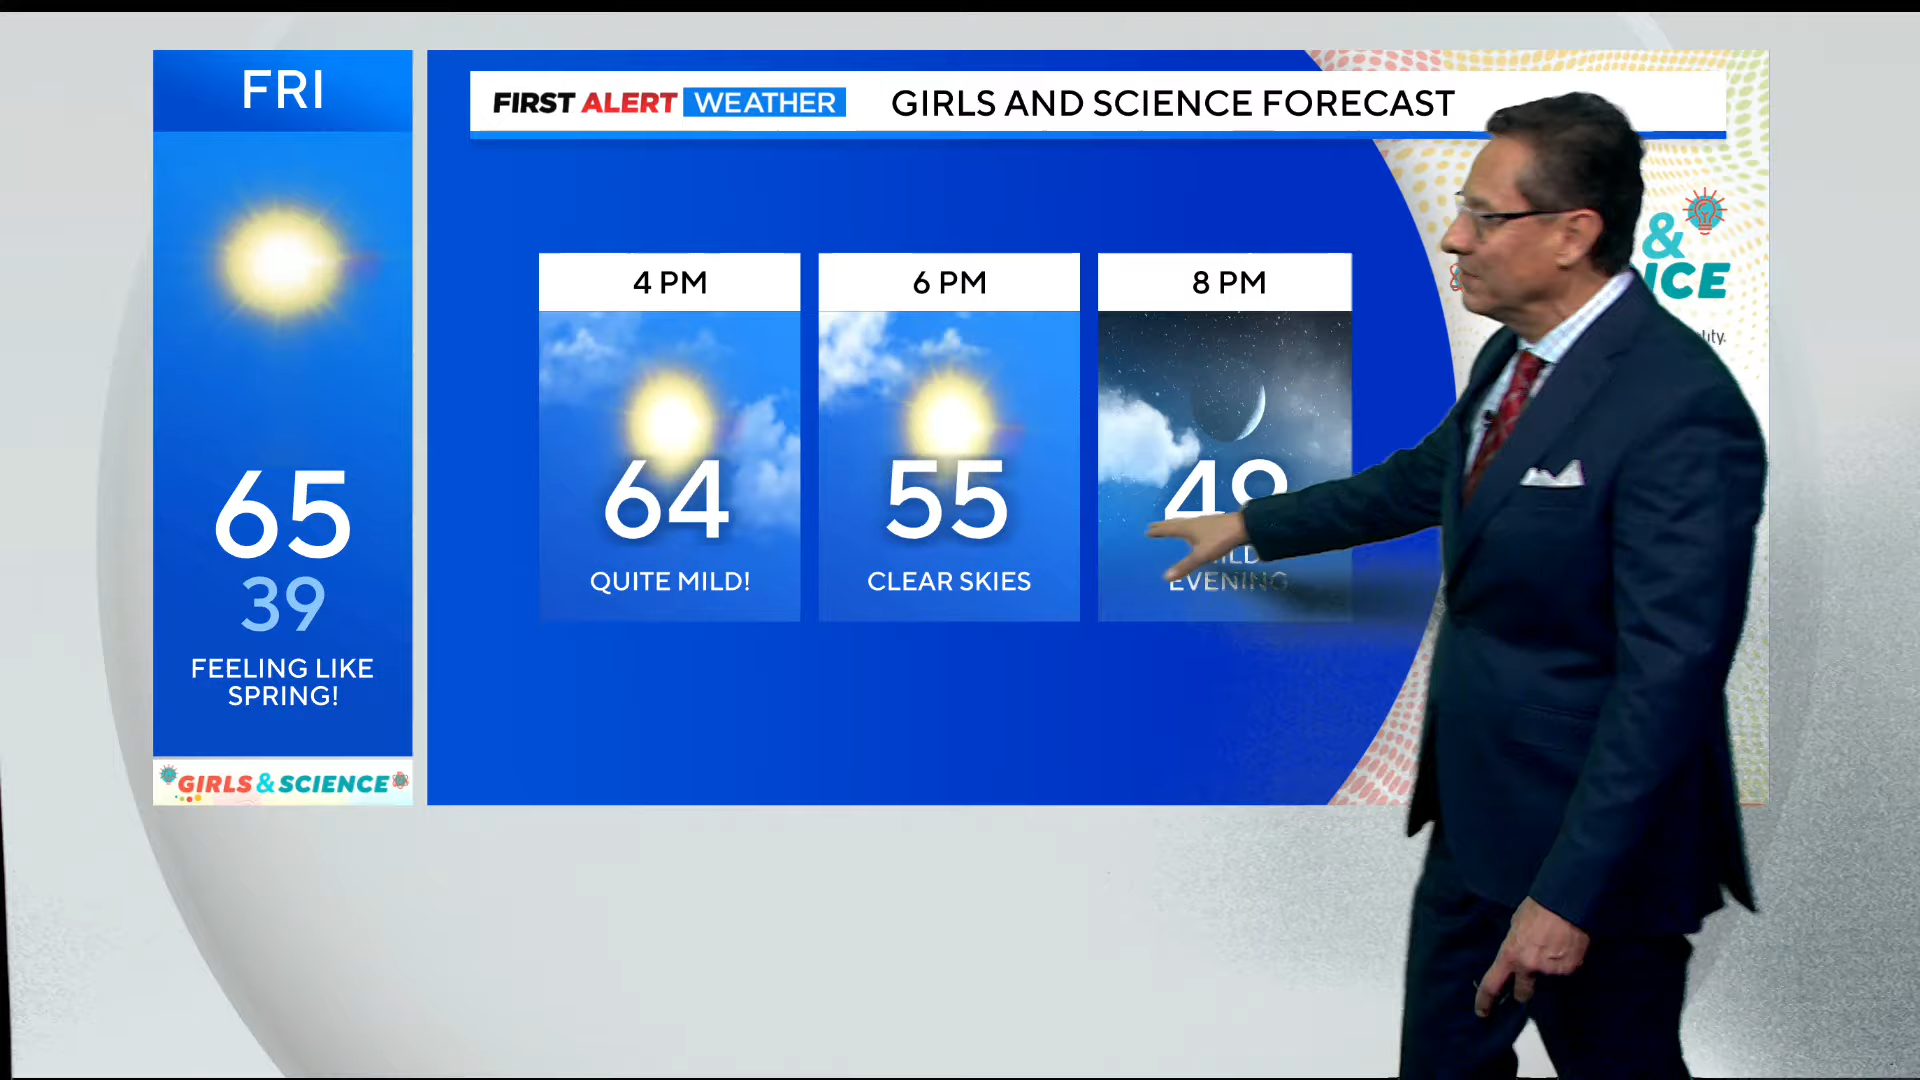 FRI
65
39
FEELING LIKE
SPRING!
GIRLS & SCIENCE
FIRST ALERT WEATHER
GIRLS AND SCIENCE FORECAST
4 PM
64
QUITE MILD!
6 PM
55
CLEAR SKIES
8 PM
EVENING
&